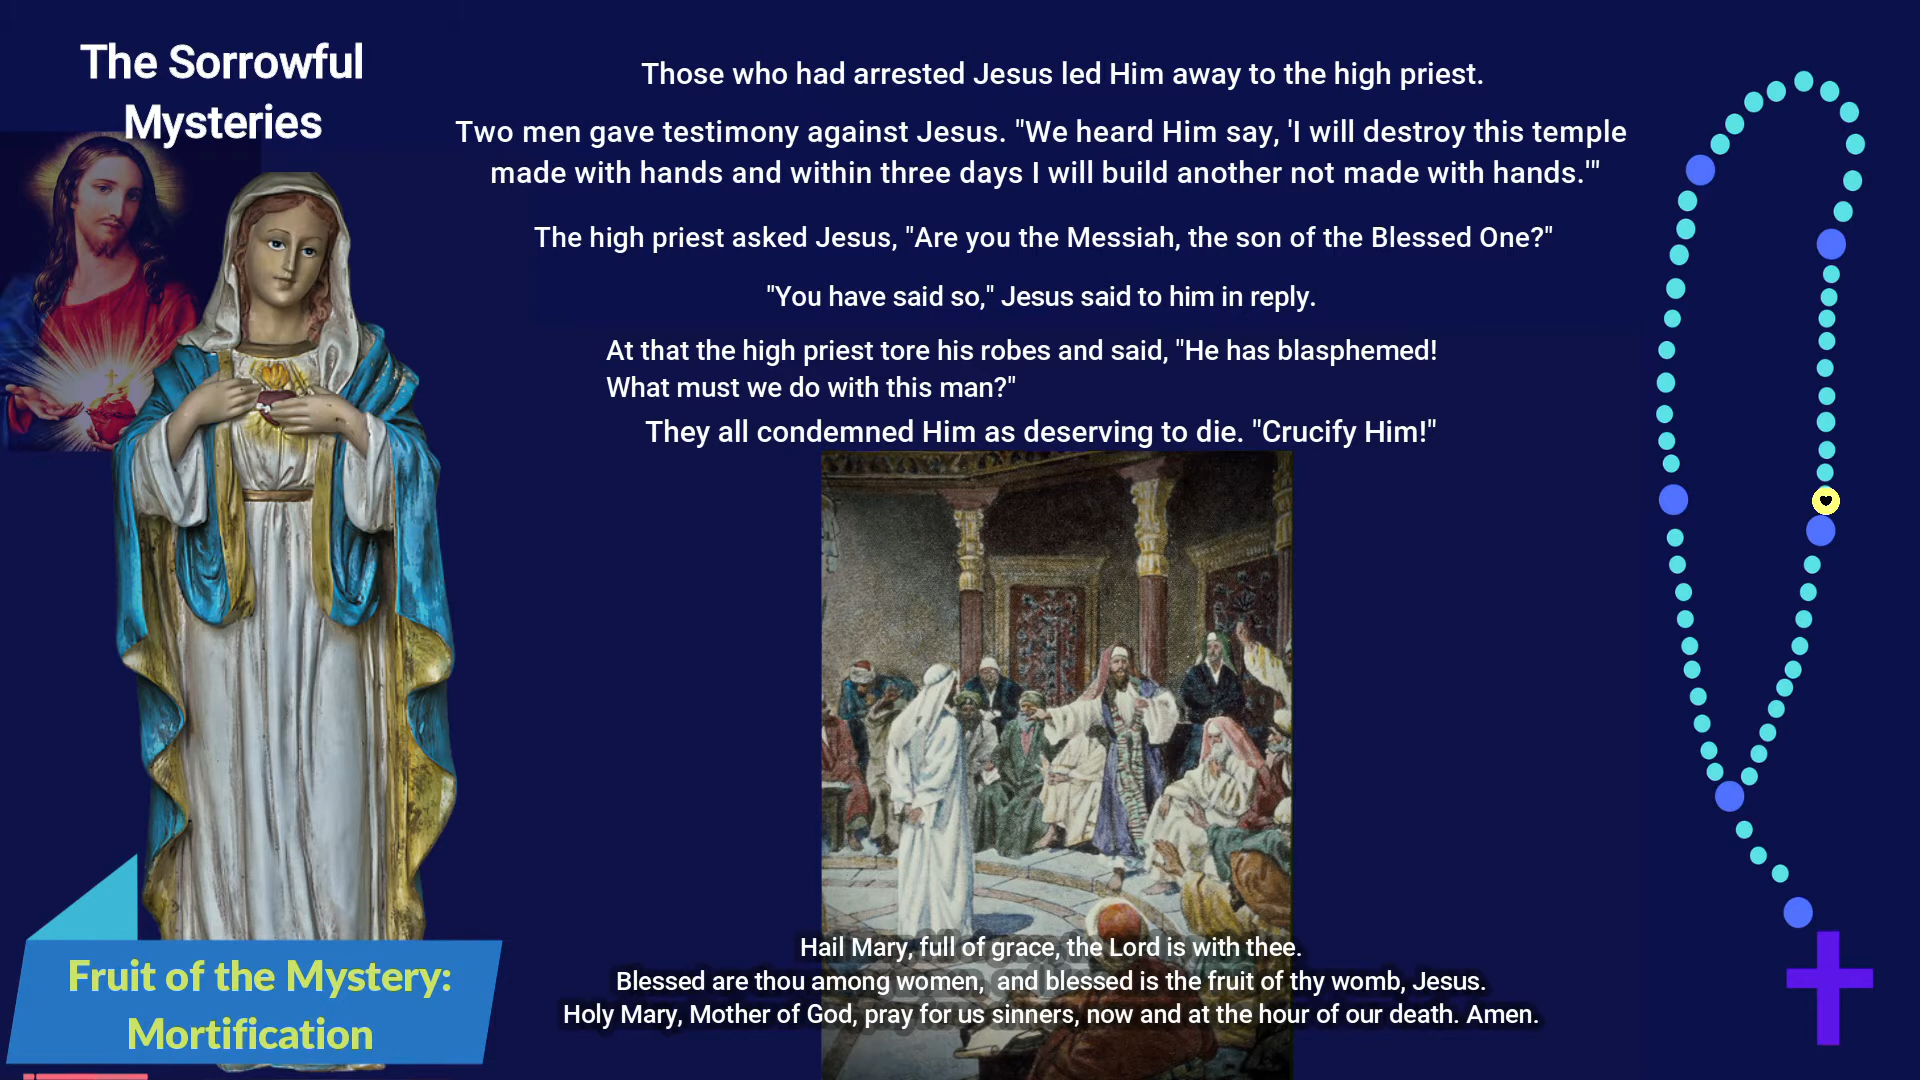 The Sorrowful
Mysteries
Those who had arrested Jesus led Him away to the high priest.
Two men gave testimony against Jesus. "We heard Him say, 'I will destroy this temple
made with hands and within three days I will build another not made with hands.'"
The high priest asked Jesus, "Are you the Messiah, the son of the Blessed One?"
"You have said so," Jesus said to him in reply.
At that the high priest tore his robes and said, "He has blasphemed!
What must we do with this man?"
They all condemned Him as deserving to die. "Crucify Him!"
Hail Mary, full of grace, the Lord is with thee.
Blessed are thou among women, and blessed is the fruit of thy womb, Jesus.
Holy Mary, Mother of God, pray for us sinners, now and at the hour of our death. Amen.
Fruit of the Mystery:
Mortification